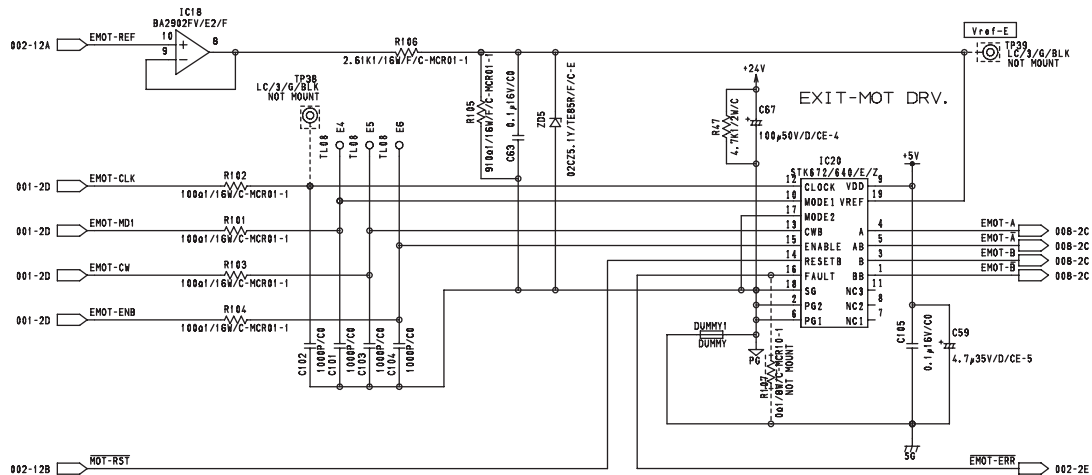 IC18
BA2902FV/E2/F
002-12A
EMOT-REF
10
9
8
R106
2.61K1/16W/F/C-MCR01-1
Vref-E
TP39
LC/3/G/BLK
NOT MOUNT
TP38
LC/3/G/BLK
NOT MOUNT
R105
910Ω1/16W/F/C-MCR01-1
0.1µ16V/C0
C63
ZD5
02CZ5.1Y/TE85R/F/C-E
+24V
R47
4.7K1/2W/C
C67
100µ50V/D/CE-4
EXIT-MOT DRV.
TL08 E4
TL08 E5
TL08 E6
IC20
STK672/640/E/Z
+5V
001-2D
EMOT-CLK
R102
100Ω1/16W/C-MCR01-1
12 CLOCK VDD 9
10 MODE1 VREF 19
17 MODE2
001-2D
EMOT-MD1
R101
100Ω1/16W/C-MCR01-1
13 CWB A 4
EMOT-A
008-2C
15 ENABLE AB 5
EMOT-A
008-2C
14 RESETB B 3
EMOT-B
008-2C
001-2D
EMOT-CW
R103
100Ω1/16W/C-MCR01-1
16 FAULT BB 1
EMOT-B
008-2C
18 SG NC3 11
2 PG2 NC2 8
6 PG1 NC1 7
001-2D
EMOT-ENB
R104
100Ω1/16W/C-MCR01-1
C102
1000P/C0
C101
1000P/C0
C103
1000P/C0
C104
1000P/C0
DUMMY1
DUMMY
PG
R107
0Ω1/8W/C-MCR10-1
NOT MOUNT
C105
0.1µ16V/C0
C59
4.7µ35V/D/CE-5
SG
002-12B
MOT-RST
EMOT-ERR
002-2E